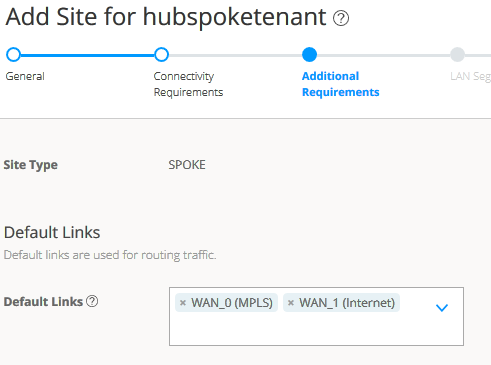 Add Site for hubspoketenant ?
General
Connectivity
Requirements
Additional
Requirements
LAN Seg
Site Type SPOKE
Default Links
Default links are used for routing traffic.
Default Links ? × WAN_0 (MPLS) × WAN_1 (Internet)